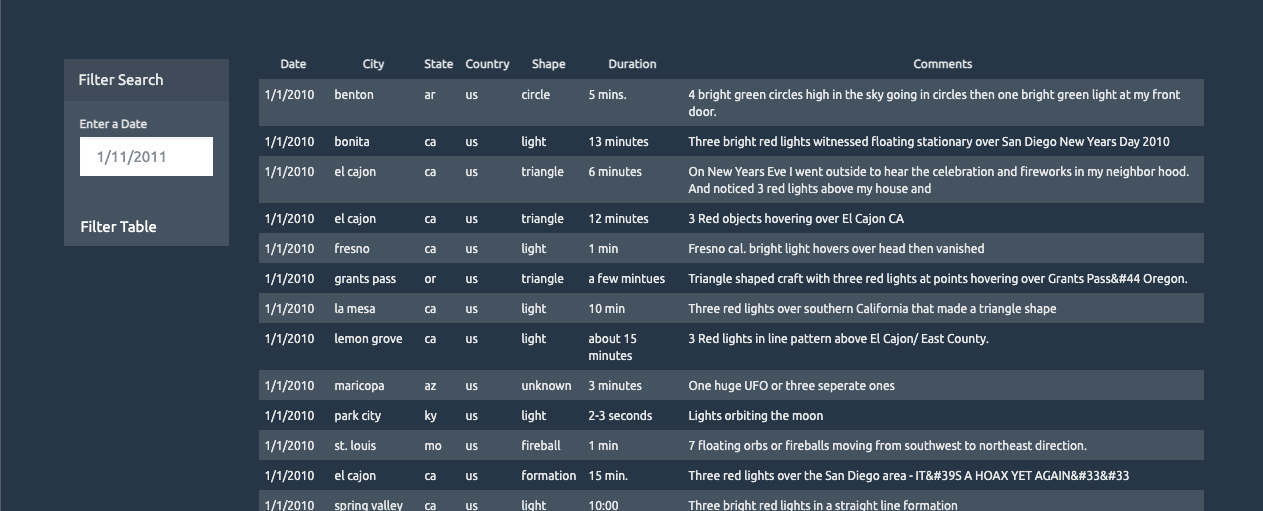 Filter Search
Enter a Date
1/11/2011
Filter Table
Date City State Country Shape Duration Comments
1/1/2010 benton ar us circle 5 mins. 4 bright green circles high in the sky going in circles then one bright green light at my front
door.
1/1/2010 bonita ca us light 13 minutes Three bright red lights witnessed floating stationary over San Diego New Years Day 2010
1/1/2010 el cajon ca us triangle 6 minutes On New Years Eve I went outside to hear the celebration and fireworks in my neighbor hood.
And noticed 3 red lights above my house and
1/1/2010 el cajon ca us triangle 12 minutes 3 Red objects hovering over El Cajon CA
1/1/2010 fresno ca us light 1 min Fresno cal. bright light hovers over head then vanished
1/1/2010 grants pass or us triangle a few mintues Triangle shaped craft with three red lights at points hovering over Grants Pass&#44 Oregon.
1/1/2010 la mesa ca us light 10 min Three red lights over southern California that made a triangle shape
1/1/2010 lemon grove ca us light about 15 3 Red lights in line pattern above El Cajon/ East County.
minutes
1/1/2010 maricopa az us unknown 3 minutes One huge UFO or three seperate ones
1/1/2010 park city ky us light 2-3 seconds Lights orbiting the moon
1/1/2010 st. louis mo us fireball 1 min 7 floating orbs or fireballs moving from southwest to northeast direction.
1/1/2010 el cajon ca us formation 15 min. Three red lights over the San Diego area - IT&#39S A HOAX YET AGAIN&#33&#33
1/1/2010 spring valley ca us light 10:00 Three bright red lights in a straight line formation